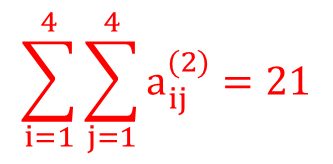 ∑_{i=1}^{4} ∑_{j=1}^{4} a_{ij}^{(2)} = 21